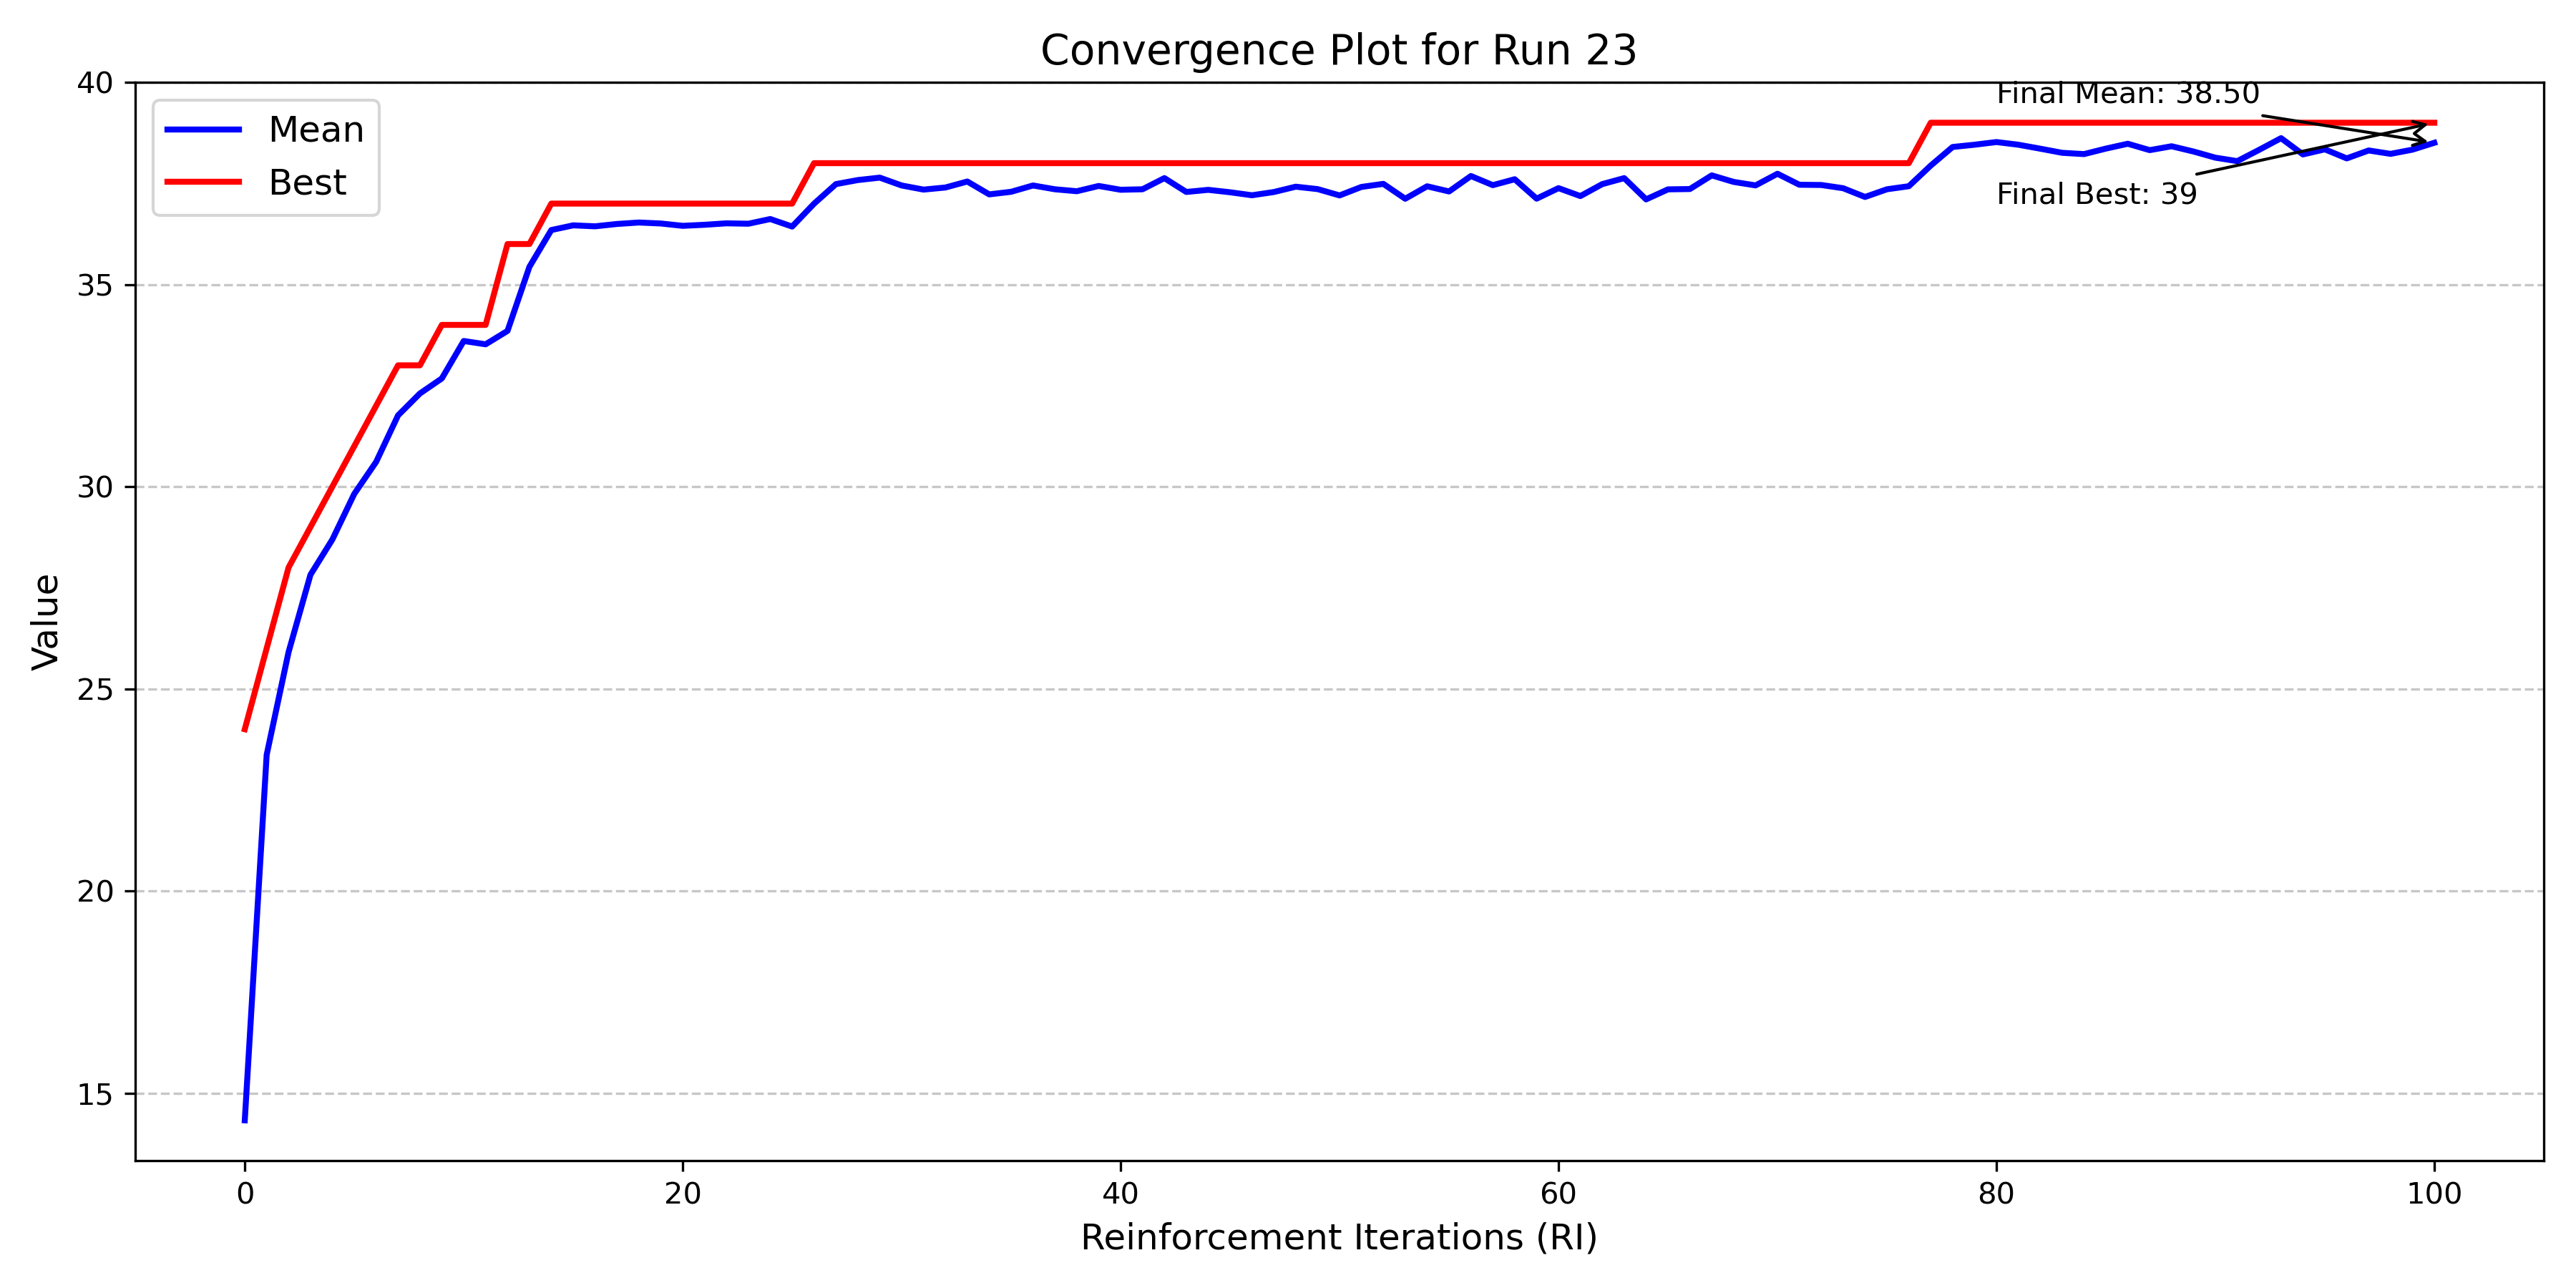 Convergence Plot for Run 23
Mean
Best
Final Mean: 38.50
Final Best: 39
Value
40
35
30
25
20
15
0 20 40 60 80 100
Reinforcement Iterations (RI)